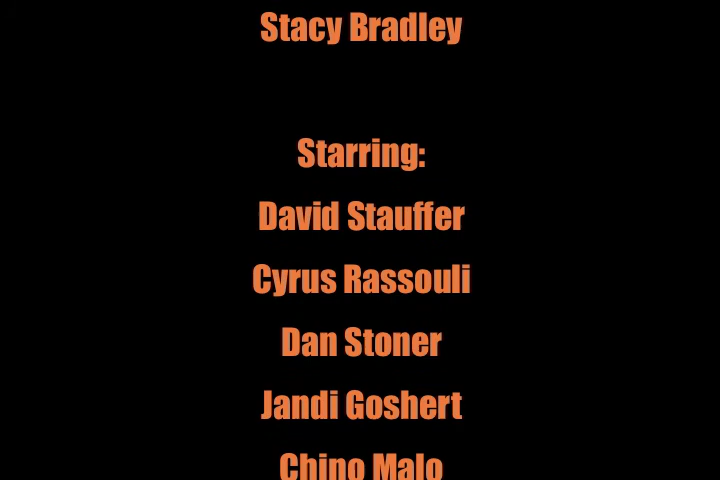 Stacy Bradley
Starring:
David Stauffer
Cyrus Rassouli
Dan Stoner
Jandi Goshert
Chino Malo